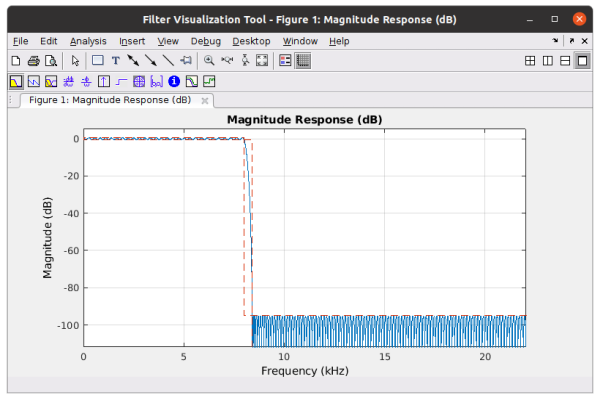 Filter Visualization Tool - Figure 1: Magnitude Response (dB)
File Edit Analysis Insert View Debug Desktop Window Help
T
Figure 1: Magnitude Response (dB)
Magnitude Response (dB)
0
-20
-40
-60
-80
-100
Magnitude (dB)
0 5 10 15 20
Frequency (kHz)